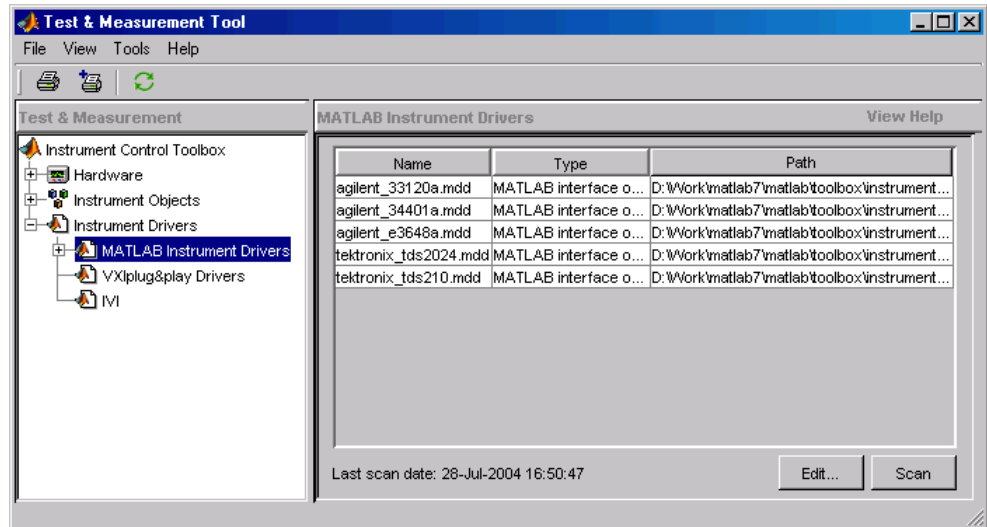 Test & Measurement Tool
File View Tools Help
Test & Measurement
MATLAB Instrument Drivers View Help
Instrument Control Toolbox
Hardware
Instrument Objects
Instrument Drivers
MATLAB Instrument Drivers
VXIplug&play Drivers
IVI
Name Type Path
agilent_33120a.mdd MATLAB interface o... D:\Work\matlab7\matlab\toolbox\instrument...
agilent_34401a.mdd MATLAB interface o... D:\Work\matlab7\matlab\toolbox\instrument...
agilent_e3648a.mdd MATLAB interface o... D:\Work\matlab7\matlab\toolbox\instrument...
tektronix_tds2024.mdd MATLAB interface o... D:\Work\matlab7\matlab\toolbox\instrument...
tektronix_tds210.mdd MATLAB interface o... D:\Work\matlab7\matlab\toolbox\instrument...
Last scan date: 28-Jul-2004 16:50:47 Edit... Scan